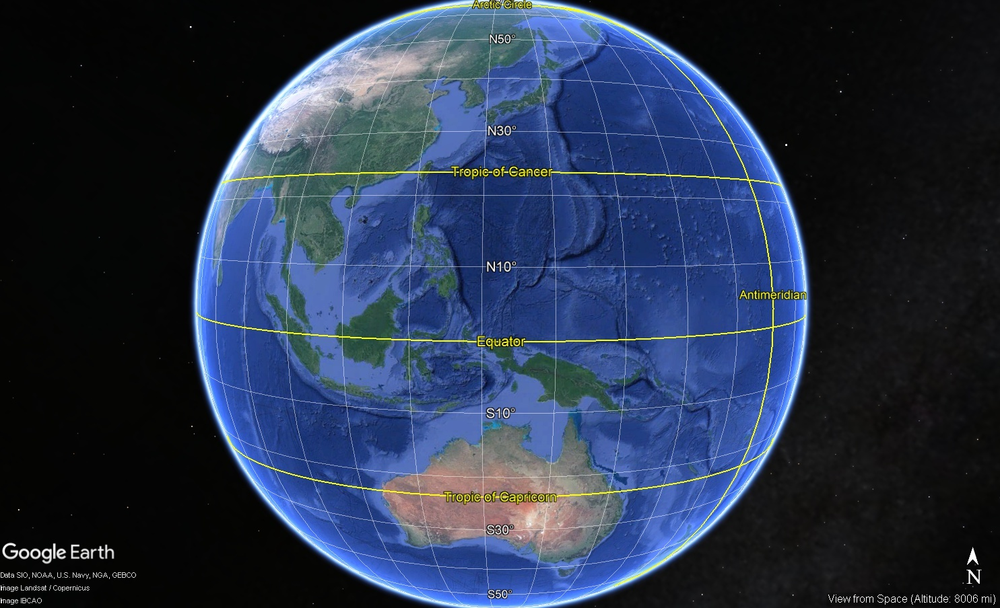 Arctic Circle
N50°
N30°
Tropic of Cancer
N10°
Antimeridian
Equator
S10°
Tropic of Capricorn
S30°
Google Earth
Data SIO, NOAA, U.S. Navy, NGA, GEBCO
Image Landsat / Copernicus
Image IBCAO
S50°
N
View from Space (Altitude: 8006 mi)